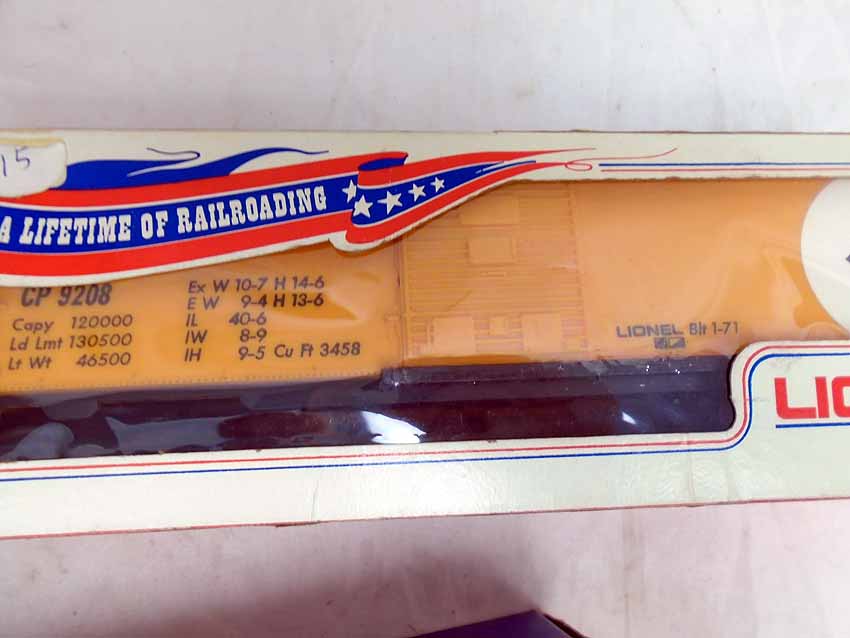 15
A LIFETIME OF RAILROADING
CP 9208
Capy 120000
Ld Lmt 130500
Lt Wt 46500
Ex W 10-7 H 14-6
E W 9-4 H 13-6
IL 40-6
IW 8-9
IH 9-5 Cu Ft 3458
LIONEL Blt 1-71
LIO